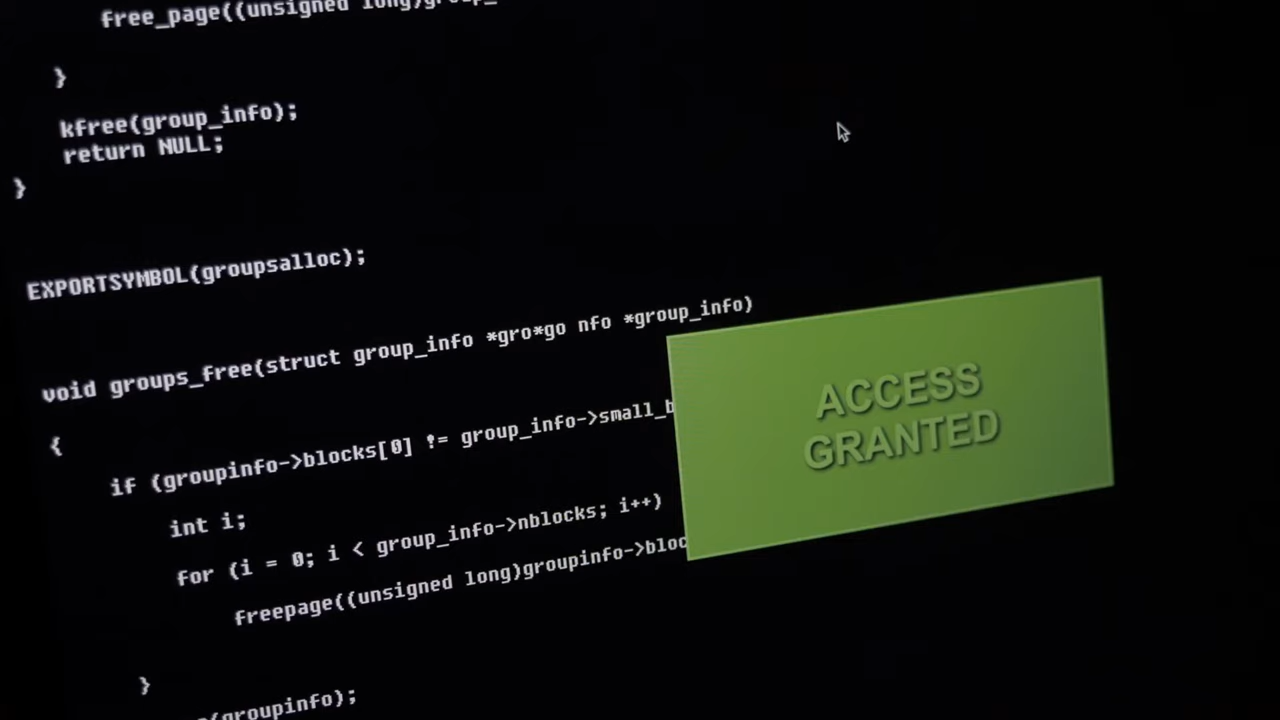 free_page((unsigned long)group_
}
kfree(group_info);
return NULL;
}
EXPORTSYMBOL(groupsalloc);
void groups_free(struct group_info *gro*go nfo *group_info)
{
if (groupinfo->blocks[0] != group_info->small_b
int i;
for (i = 0; i < group_info->nblocks; i++)
freepage((unsigned long)groupinfo->bloc
}
(groupinfo);
ACCESS
GRANTED